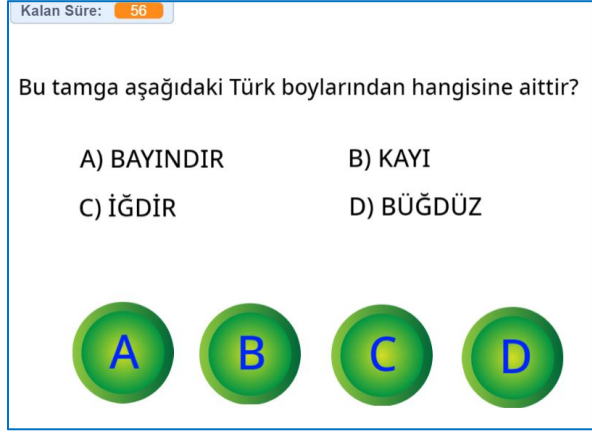 Kalan Süre: 56
Bu tamga aşağıdaki Türk boylarından hangisine aittir?
A) BAYINDIR B) KAYI
C) İĞDİR D) BÜĞDÜZ
A B C D